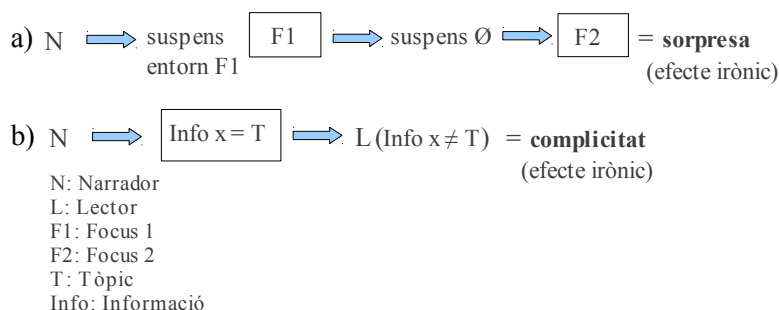 a) N suspens entorn F1 F1 suspens Ø F2 = sorpresa
(efecte irònic)
b) N Info x = T L (Info x ≠ T) = complicitat
(efecte irònic)
N: Narrador
L: Lector
F1: Focus 1
F2: Focus 2
T: Tòpic
Info: Informació